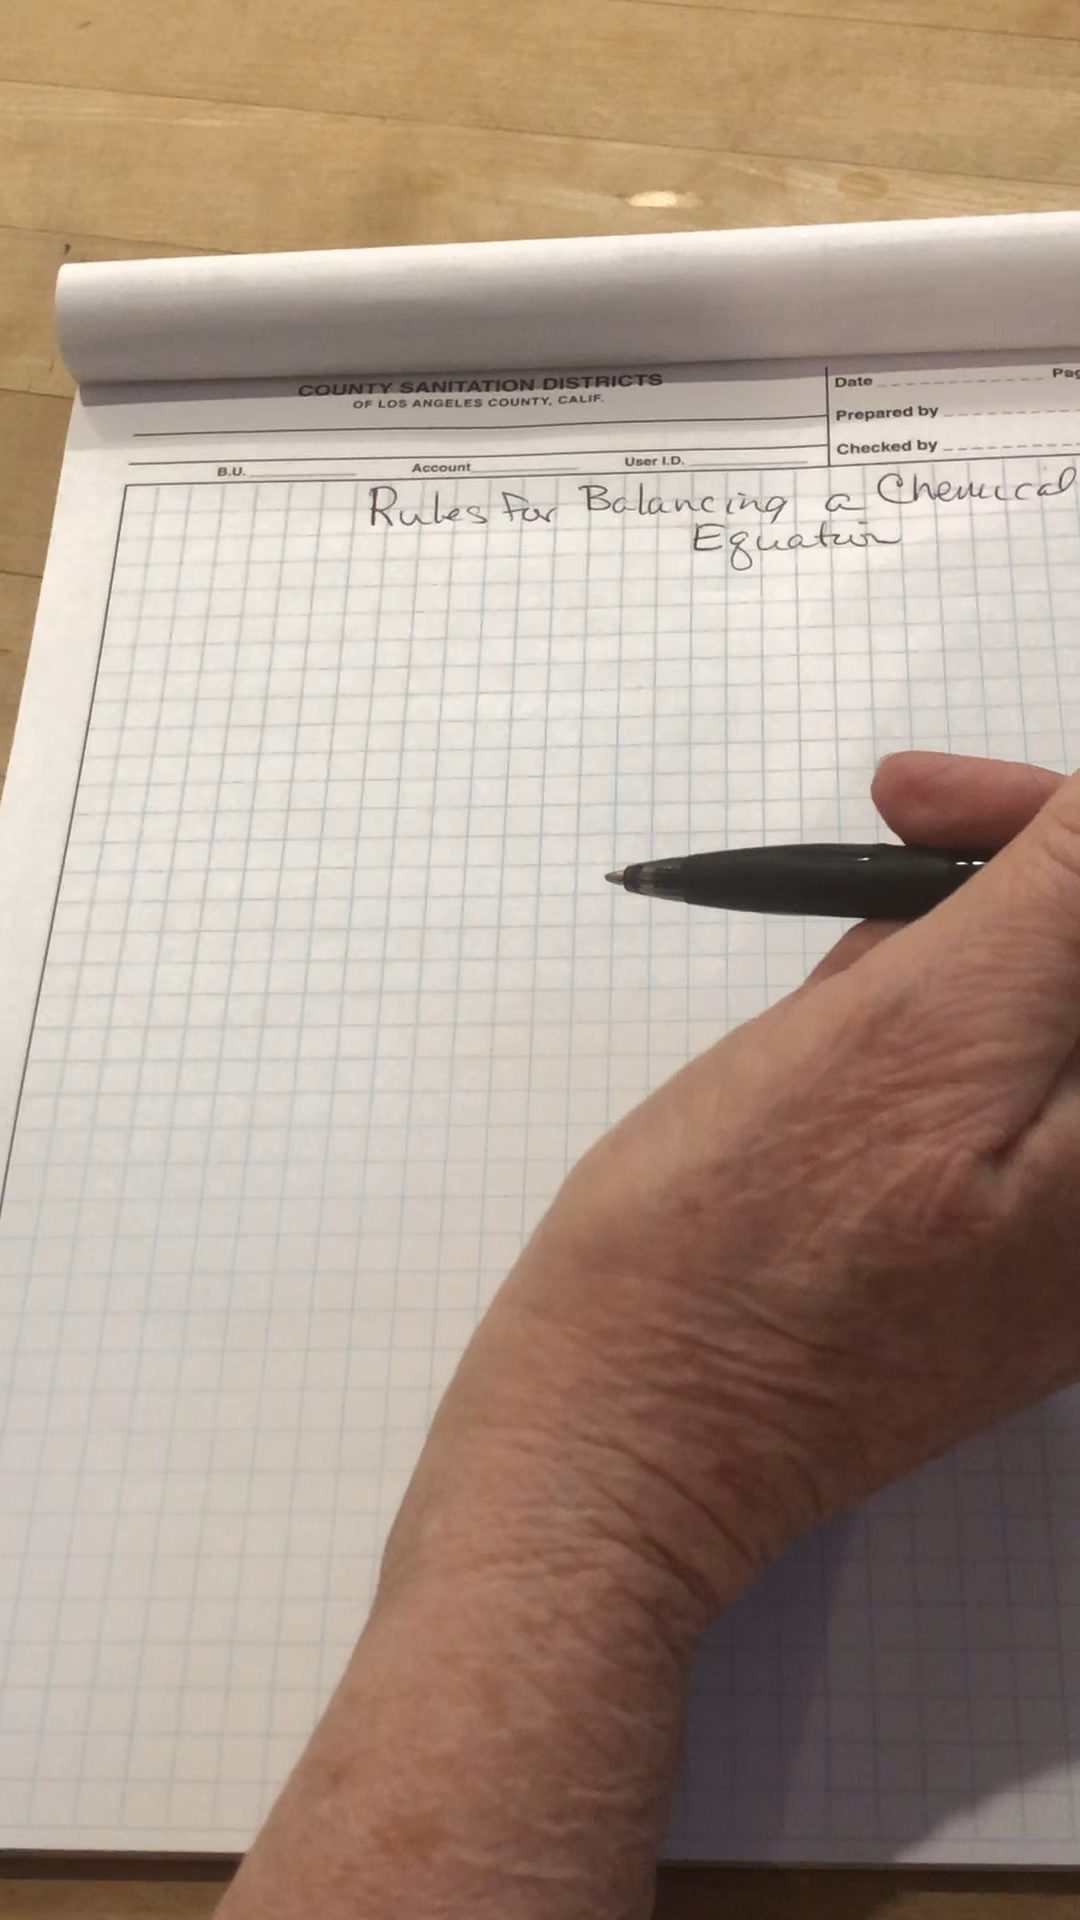 COUNTY SANITATION DISTRICTS
OF LOS ANGELES COUNTY, CALIF.
Date
Prepared by
Checked by
B.U. Account User I.D.
Rules For Balancing a Chemical
Equation